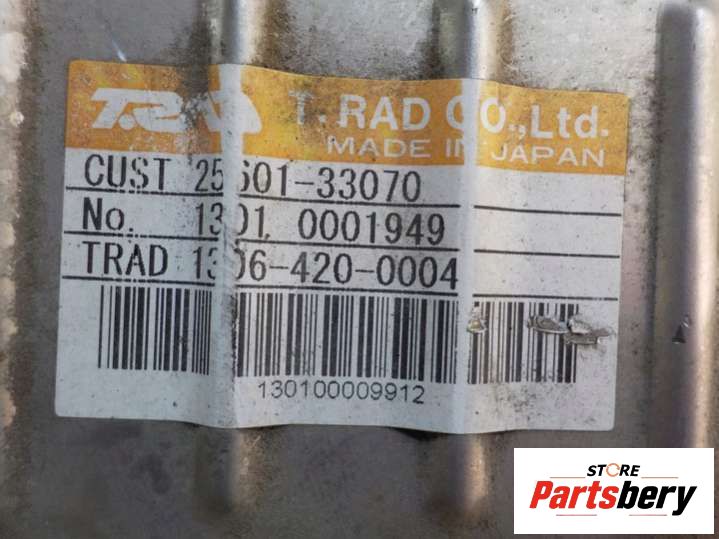 T.RAD T. RAD CO., Ltd.
MADE IN JAPAN
CUST 25601-33070
No. 1301 0001949
TRAD 1306-420-0004
130100009912
STORE
Partsbery